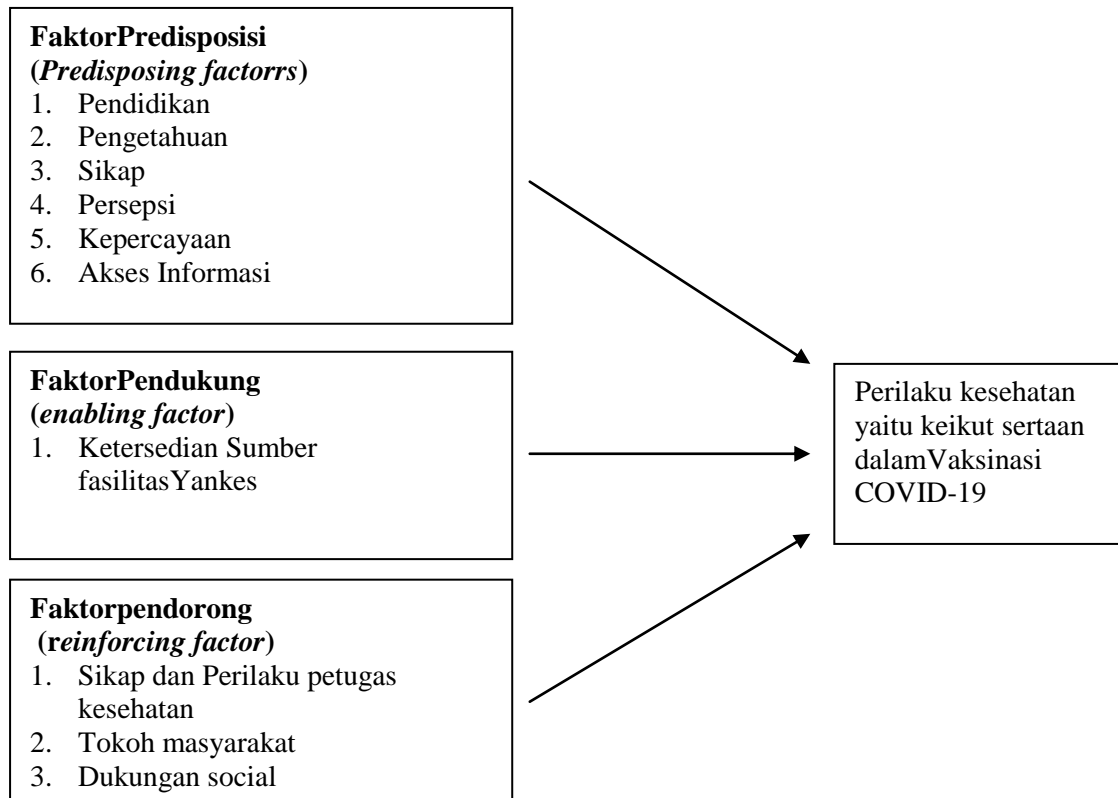 FaktorPredisposisi
(Predisposing factorrs)
1. Pendidikan
2. Pengetahuan
3. Sikap
4. Persepsi
5. Kepercayaan
6. Akses Informasi
FaktorPendukung
(enabling factor)
1. Ketersedian Sumber
fasilitasYankes
Faktorpendorong
(reinforcing factor)
1. Sikap dan Perilaku petugas
kesehatan
2. Tokoh masyarakat
3. Dukungan social
Perilaku kesehatan
yaitu keikut sertaan
dalamVaksinasi
COVID-19